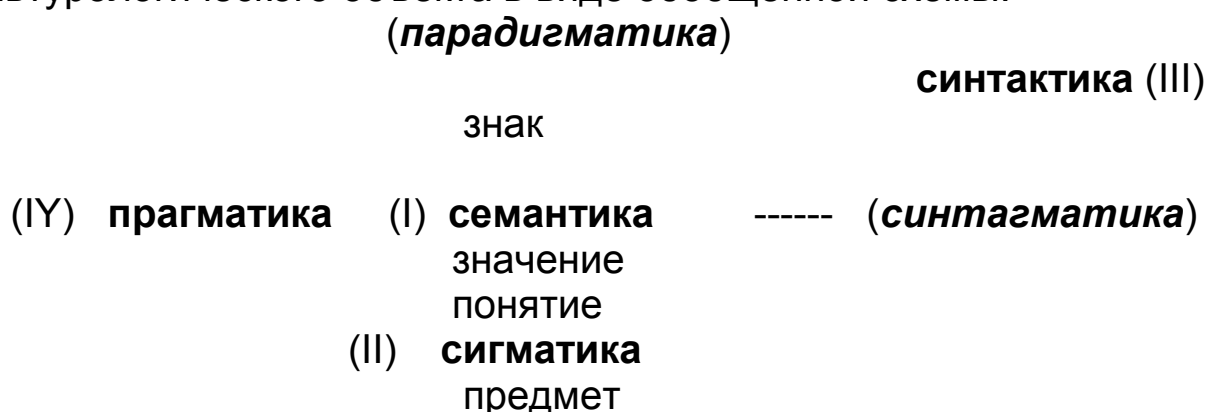 (парадигматика)
синтактика (III)
знак
(IY) прагматика (I) семантика ------ (синтагматика)
значение
понятие
(II) сигматика
предмет